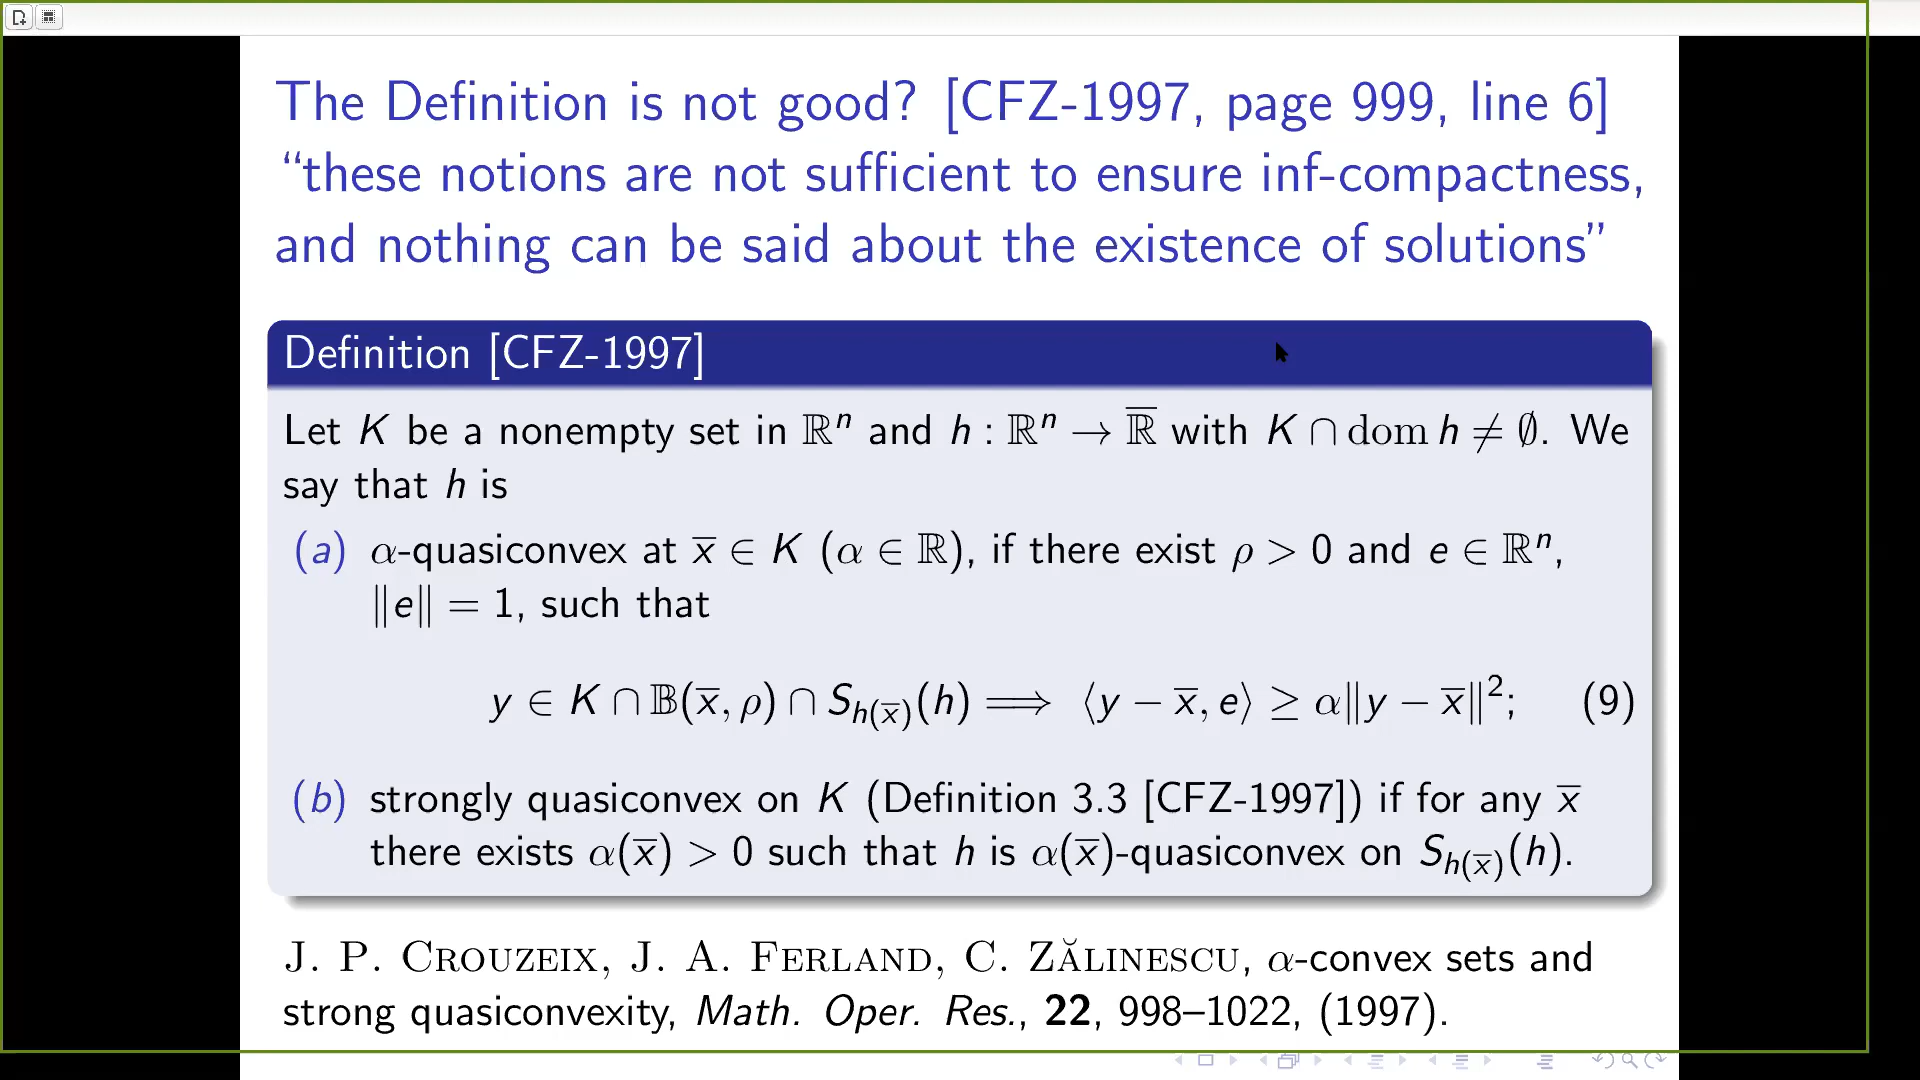 The Definition is not good? [CFZ-1997, page 999, line 6]
“these notions are not sufficient to ensure inf-compactness,
and nothing can be said about the existence of solutions”
Definition [CFZ-1997]
Let K be a nonempty set in ℝⁿ and h : ℝⁿ → ℝ̅ with K ∩ dom h ≠ ∅. We
say that h is
(a) α-quasiconvex at x̅ ∈ K (α ∈ ℝ), if there exist ρ > 0 and e ∈ ℝⁿ,
‖e‖ = 1, such that
y ∈ K ∩ 𝔹(x̅, ρ) ∩ S_{h(x̅)}(h) ⟹ ⟨y − x̅, e⟩ ≥ α‖y − x̅‖²; (9)
(b) strongly quasiconvex on K (Definition 3.3 [CFZ-1997]) if for any x̅
there exists α(x̅) > 0 such that h is α(x̅)-quasiconvex on S_{h(x̅)}(h).
J. P. Crouzeix, J. A. Ferland, C. Zălinescu, α-convex sets and
strong quasiconvexity, Math. Oper. Res., 22, 998–1022, (1997).